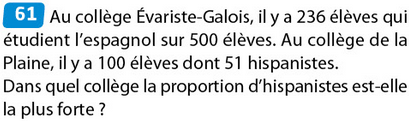 61 Au collège Évariste-Galois, il y a 236 élèves qui
étudient l'espagnol sur 500 élèves. Au collège de la
Plaine, il y a 100 élèves dont 51 hispanistes.
Dans quel collège la proportion d'hispanistes est-elle
la plus forte ?